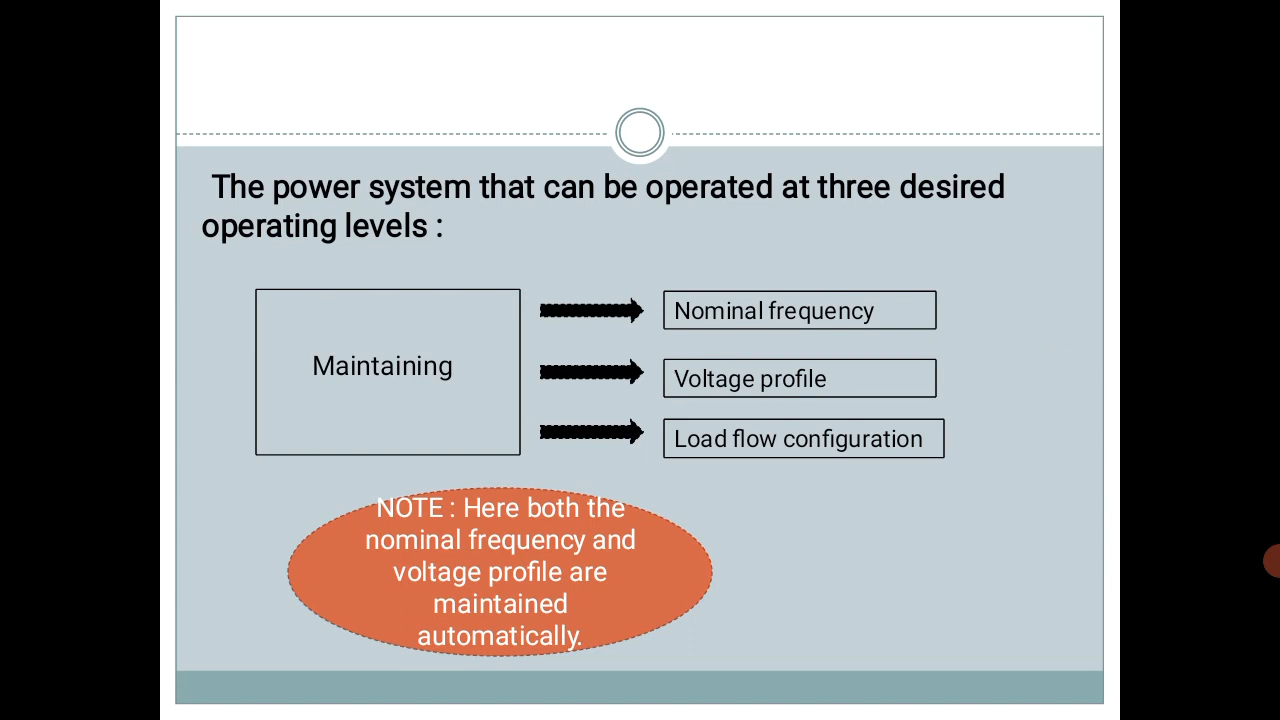 The power system that can be operated at three desired
operating levels :
Maintaining
Nominal frequency
Voltage profile
Load flow configuration
NOTE : Here both the
nominal frequency and
voltage profile are
maintained
automatically.